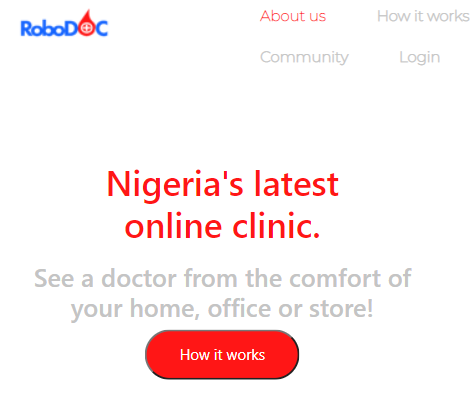 RoboDOC
About us
How it works
Community
Login
Nigeria's latest
online clinic.
See a doctor from the comfort of
your home, office or store!
How it works